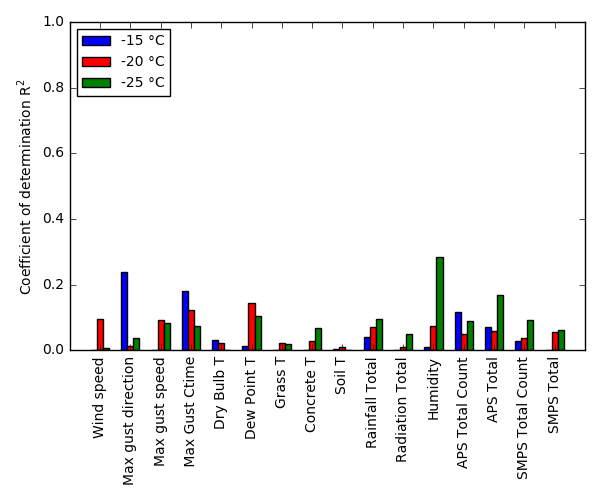 1.0
0.8
0.6
0.4
0.2
0.0
Coefficient of determination R²
-15 °C
-20 °C
-25 °C
Wind speed
Max gust direction
Max gust speed
Max Gust Ctime
Dry Bulb T
Dew Point T
Grass T
Concrete T
Soil T
Rainfall Total
Radiation Total
Humidity
APS Total Count
APS Total
SMPS Total Count
SMPS Total